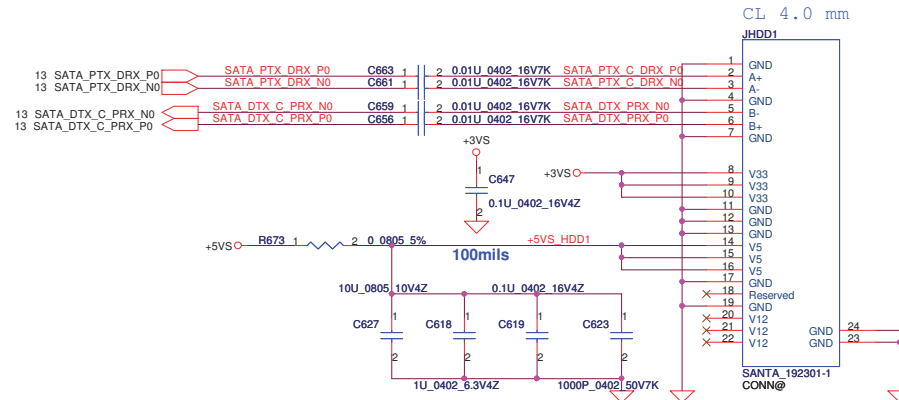 CL 4.0 mm
JHDD1
13 SATA_PTX_DRX_P0 SATA_PTX_DRX_P0 C663 1 2 0.01U_0402_16V7K SATA_PTX_C_DRX_P0
13 SATA_PTX_DRX_N0 SATA_PTX_DRX_N0 C661 1 2 0.01U_0402_16V7K SATA_PTX_C_DRX_N0
13 SATA_DTX_C_PRX_N0 SATA_DTX_C_PRX_N0 C659 1 2 0.01U_0402_16V7K SATA_DTX_PRX_N0
13 SATA_DTX_C_PRX_P0 SATA_DTX_C_PRX_P0 C656 1 2 0.01U_0402_16V7K SATA_DTX_PRX_P0
1 GND
2 A+
3 A-
4 GND
5 B-
6 B+
7 GND
+3VS
1
C647
0.1U_0402_16V4Z
2
+3VS
8 V33
9 V33
10 V33
11 GND
12 GND
13 GND
14 V5
15 V5
16 V5
17 GND
18 Reserved
19 GND
20 V12
21 V12
22 V12
GND 24
GND 23
+5VS R673 1 2 0_0805_5% +5VS_HDD1
100mils
10U_0805_10V4Z 0.1U_0402_16V4Z
1 1 1 1
C627 C618 C619 C623
2 2 2 2
1U_0402_6.3V4Z 1000P_0402_50V7K
SANTA_192301-1
CONN@